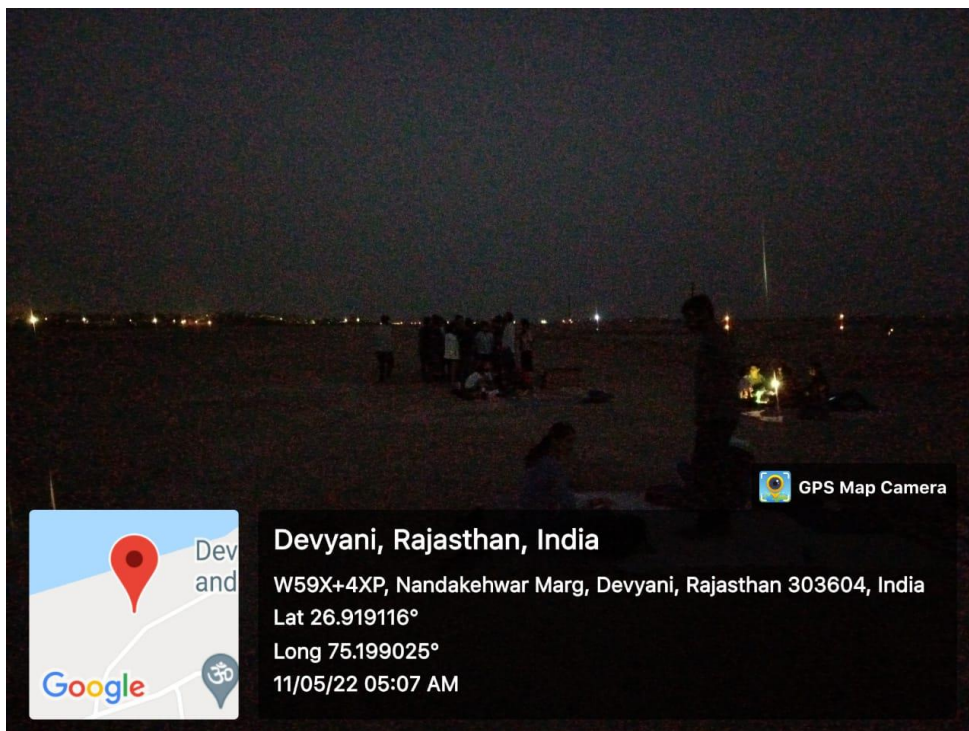 GPS Map Camera
Dev
and
Google
ॐ
Devyani, Rajasthan, India
W59X+4XP, Nandakehwar Marg, Devyani, Rajasthan 303604, India
Lat 26.919116°
Long 75.199025°
11/05/22 05:07 AM